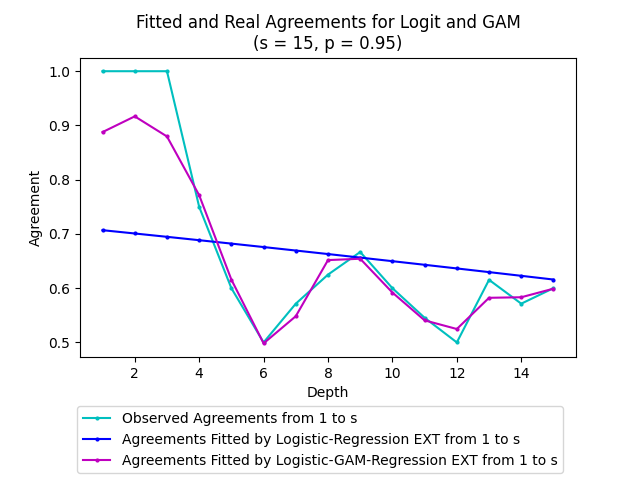 Fitted and Real Agreements for Logit and GAM
(s = 15, p = 0.95)
1.0
0.9
0.8
0.7
0.6
0.5
Agreement
2 4 6 8 10 12 14
Depth
Observed Agreements from 1 to s
Agreements Fitted by Logistic-Regression EXT from 1 to s
Agreements Fitted by Logistic-GAM-Regression EXT from 1 to s